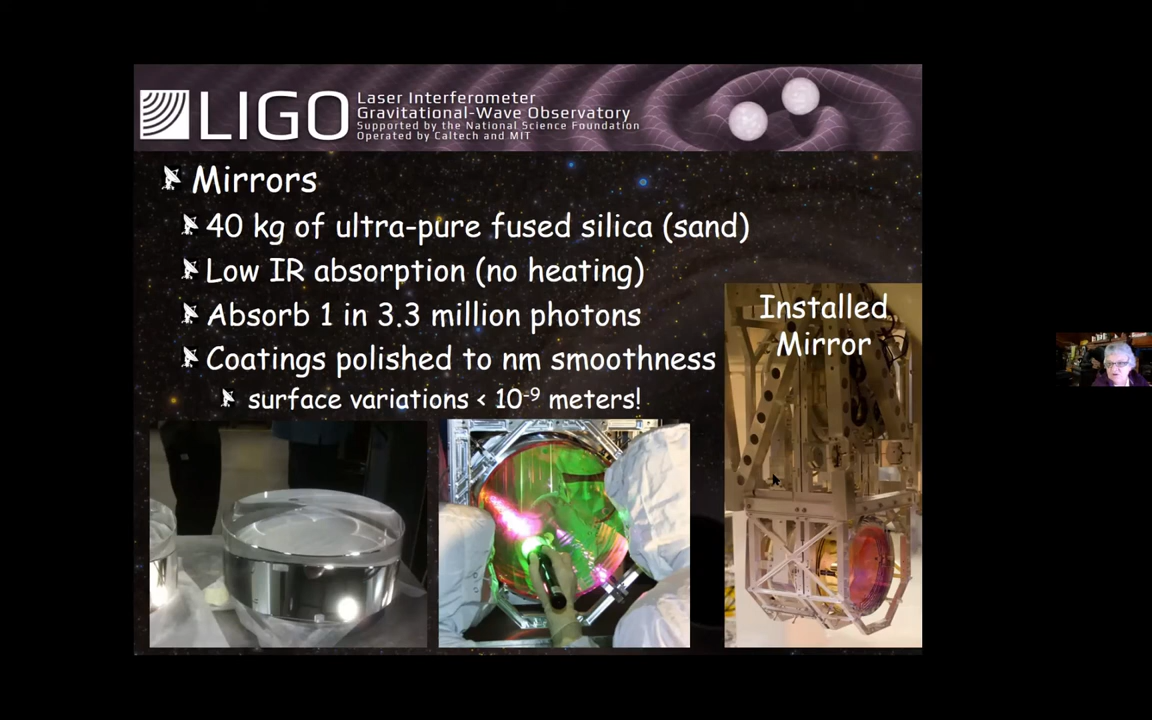 LIGO
Laser Interferometer
Gravitational-Wave Observatory
Supported by the National Science Foundation
Operated by Caltech and MIT
Mirrors
40 kg of ultra-pure fused silica (sand)
Low IR absorption (no heating)
Absorb 1 in 3.3 million photons
Coatings polished to nm smoothness
surface variations < 10⁻⁹ meters!
Installed
Mirror